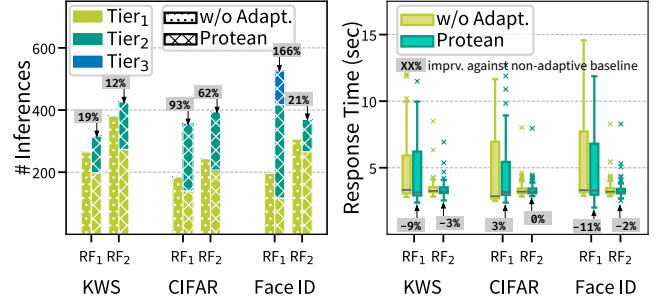 Tier1 w/o Adapt.
Tier2 Protean
Tier3
166%
600
12%
93%
62%
21%
19%
400
200
# Inferences
RF1 RF2 RF1 RF2 RF1 RF2
KWS CIFAR Face ID
w/o Adapt.
Protean
XX% imprv. against non-adaptive baseline
15
10
5
Response Time (sec)
-9% -3% 3% 0% -11% -2%
RF1 RF2 RF1 RF2 RF1 RF2
KWS CIFAR Face ID